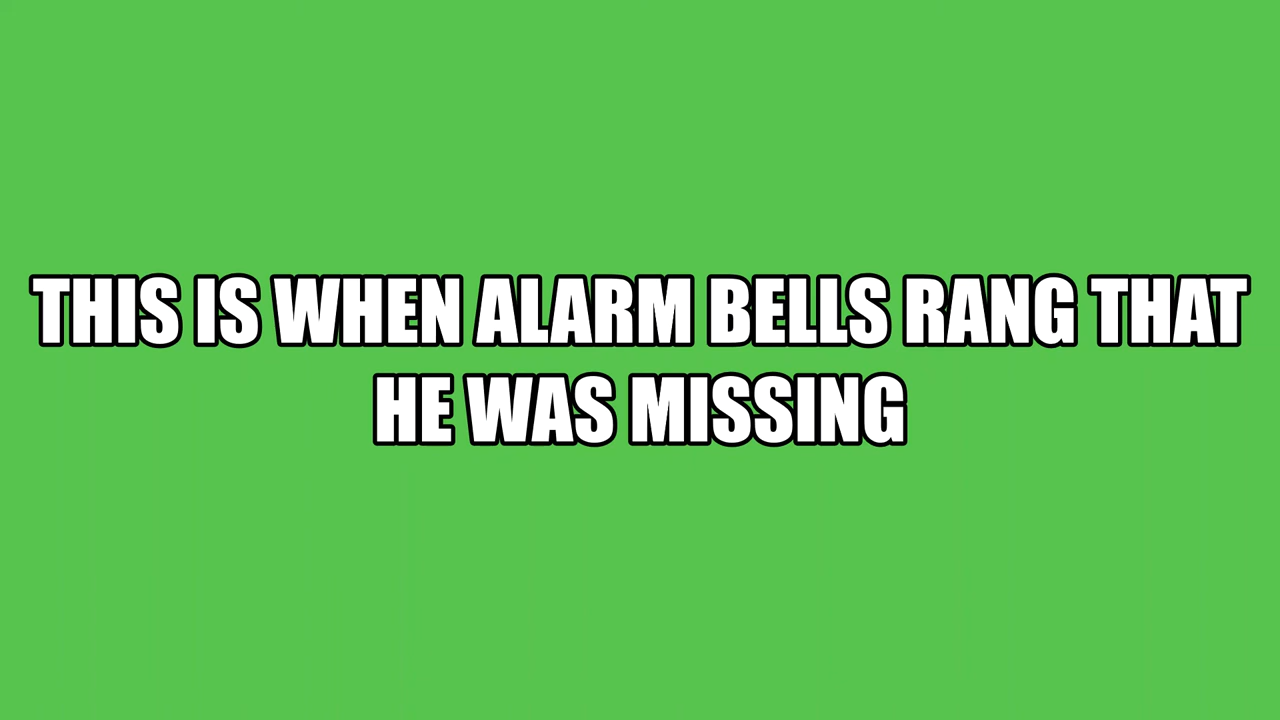 THIS IS WHEN ALARM BELLS RANG THAT
HE WAS MISSING